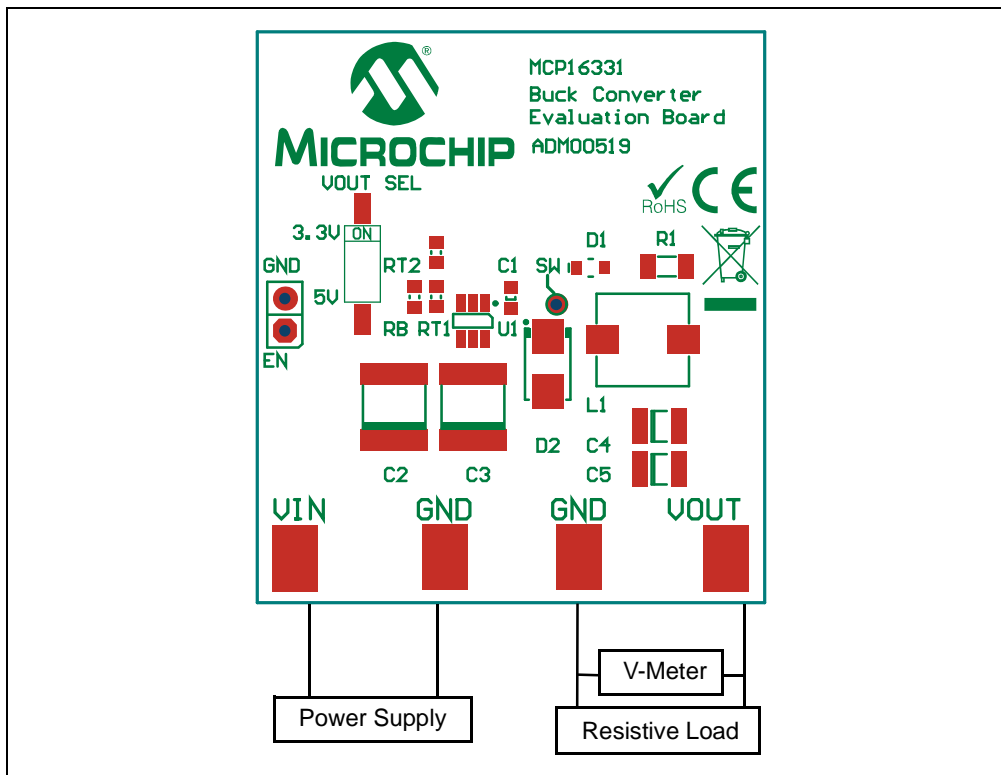 ®
MICROCHIP
MCP16331
Buck Converter
Evaluation Board
ADM00519
VOUT SEL
RoHS
CE
3.3V
ON
D1
R1
GND
RT2
C1
SW
5V
RB
RT1
U1
EN
L1
D2
C4
C2
C3
C5
VIN
GND
GND
VOUT
V-Meter
Power Supply
Resistive Load